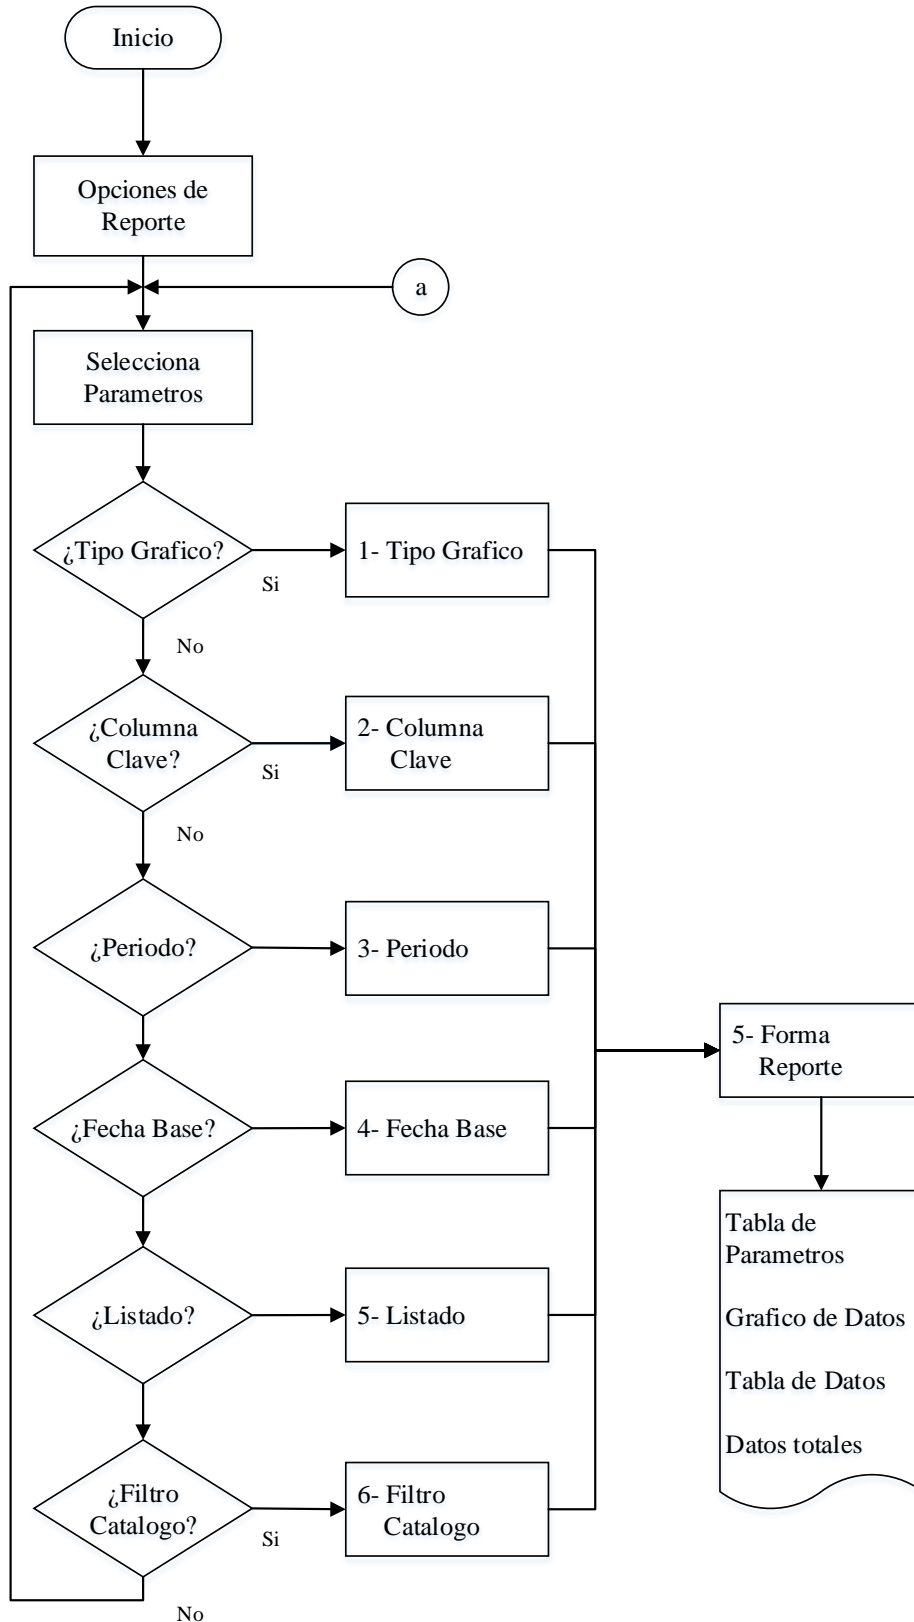 Inicio
Opciones de
Reporte
a
Selecciona
Parametros
¿Tipo Grafico?
Si
1- Tipo Grafico
No
¿Columna
Clave?
Si
2- Columna
Clave
No
¿Periodo?
3- Periodo
¿Fecha Base?
4- Fecha Base
¿Listado?
5- Listado
¿Filtro
Catalogo?
Si
6- Filtro
Catalogo
No
5- Forma
Reporte
Tabla de
Parametros
Grafico de Datos
Tabla de Datos
Datos totales